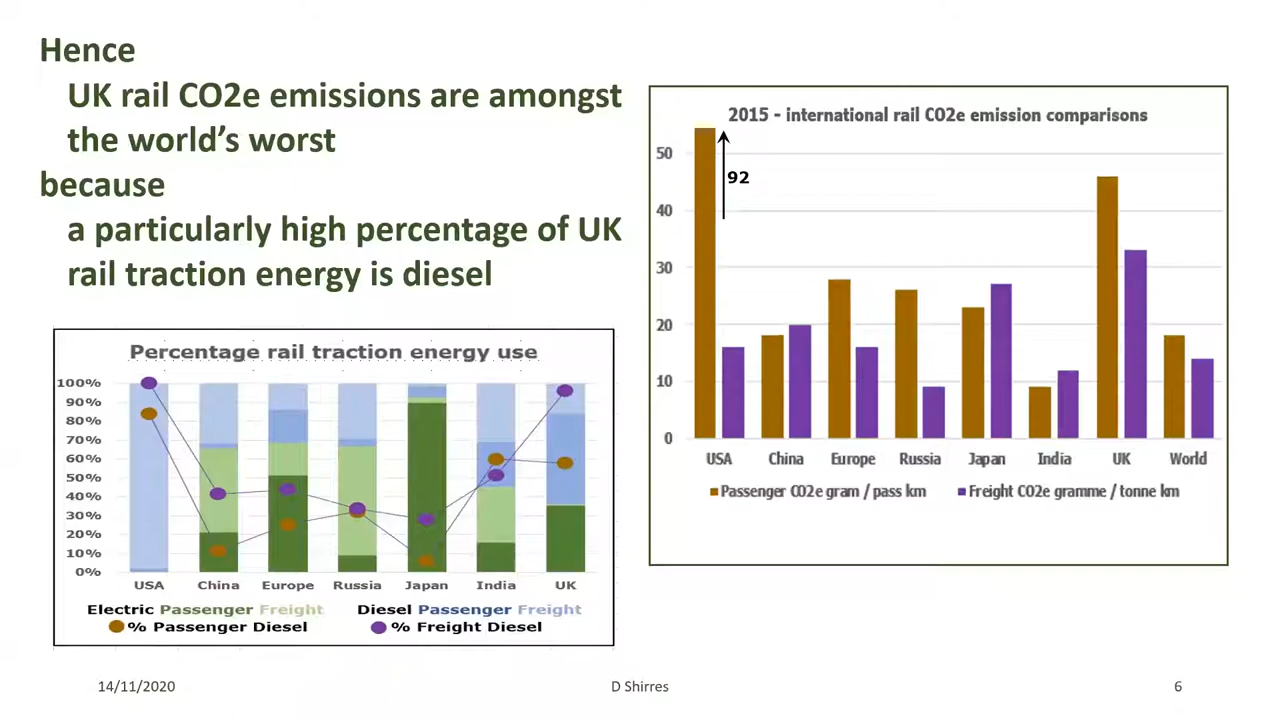 Hence
UK rail CO2e emissions are amongst
the world's worst
because
a particularly high percentage of UK
rail traction energy is diesel
Percentage rail traction energy use
100%
90%
80%
70%
60%
50%
40%
30%
20%
10%
0%
USA China Europe Russia Japan India UK
Electric Passenger Freight Diesel Passenger Freight
% Passenger Diesel % Freight Diesel
2015 - international rail CO2e emission comparisons
50
92
40
30
20
10
0
USA China Europe Russia Japan India UK World
Passenger CO2e gram / pass km Freight CO2e gramme / tonne km
14/11/2020 D Shirres 6